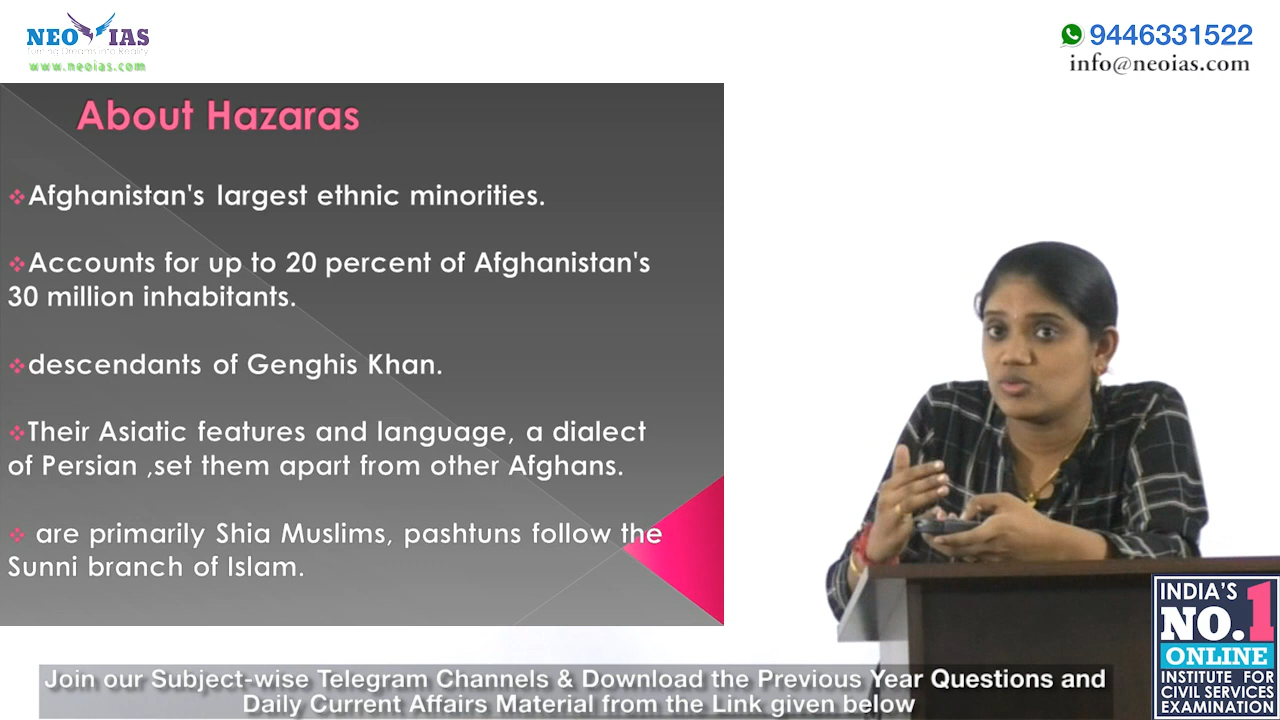 NEO IAS
Turning Dreams into Reality
www.neoias.com
9446331522
info@neoias.com
About Hazaras
Afghanistan's largest ethnic minorities.
Accounts for up to 20 percent of Afghanistan's
30 million inhabitants.
descendants of Genghis Khan.
Their Asiatic features and language, a dialect
of Persian ,set them apart from other Afghans.
are primarily Shia Muslims, pashtuns follow the
Sunni branch of Islam.
INDIA'S
NO.1
ONLINE
INSTITUTE FOR
CIVIL SERVICES
EXAMINATION
Join our Subject-wise Telegram Channels & Download the Previous Year Questions and
Daily Current Affairs Material from the Link given below